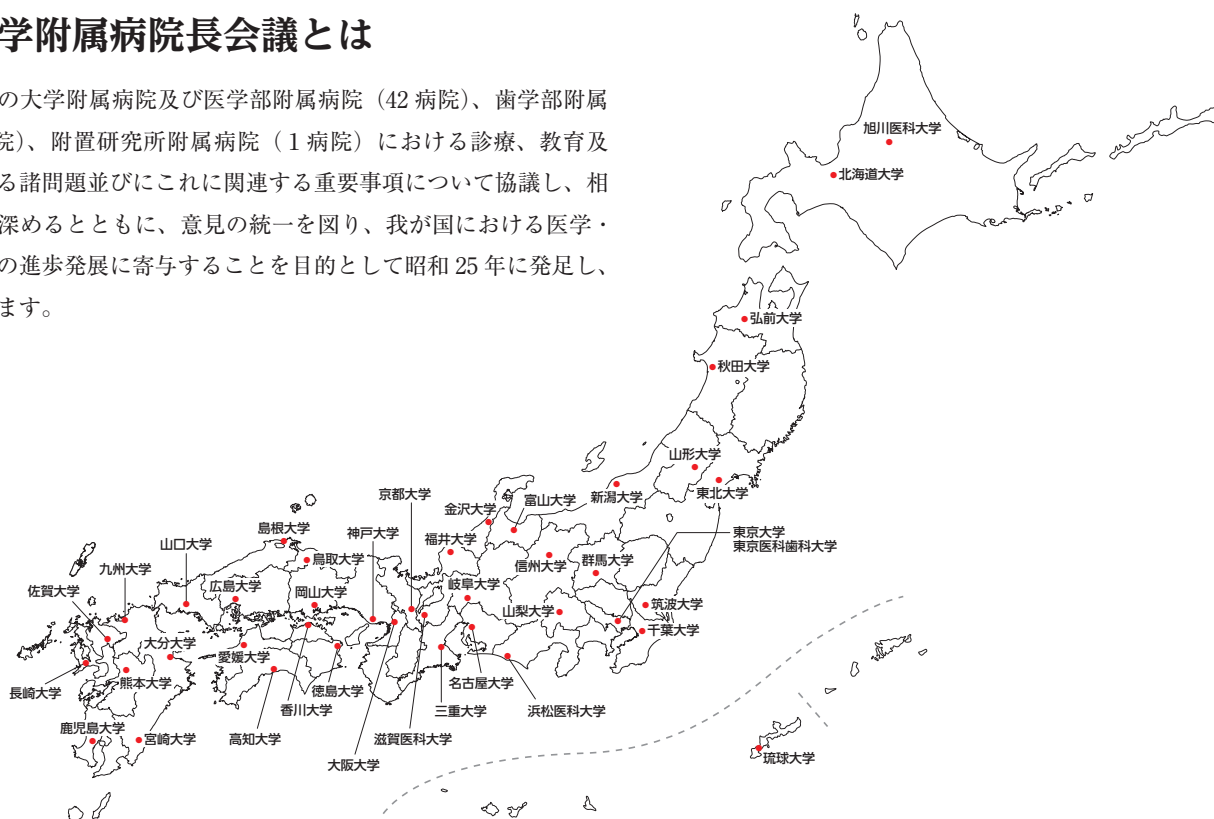 学附属病院長会議とは
の大学附属病院及び医学部附属病院（42 病院）、歯学部附属
院）、附置研究所附属病院（１病院）における診療、教育及
る諸問題並びにこれに関連する重要事項について協議し、相
深めるとともに、意見の統一を図り、我が国における医学・
の進歩発展に寄与することを目的として昭和 25 年に発足し、
ます。
旭川医科大学
北海道大学
弘前大学
秋田大学
山形大学
東北大学
新潟大学
京都大学
金沢大学
富山大学
島根大学
神戸大学
福井大学
東京大学
東京医科歯科大学
山口大学
鳥取大学
信州大学
群馬大学
九州大学
広島大学
岡山大学
岐阜大学
佐賀大学
山梨大学
筑波大学
千葉大学
大分大学
愛媛大学
長崎大学
熊本大学
徳島大学
名古屋大学
香川大学
三重大学
浜松医科大学
鹿児島大学
宮崎大学
高知大学
滋賀医科大学
大阪大学
琉球大学